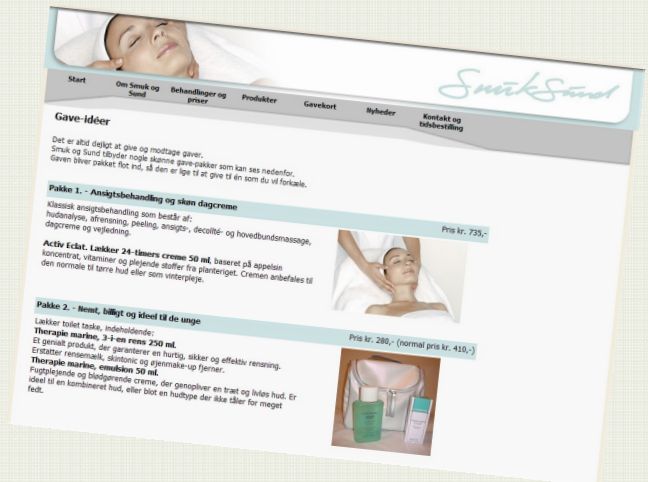 Smuk Sund
Start
Om Smuk og
Sund
Behandlinger og
priser
Produkter
Gavekort
Nyheder
Kontakt og
tidsbestilling
Gave-idéer
Det er altid dejligt at give og modtage gaver.
Smuk og Sund tilbyder nogle skønne gave-pakker som kan ses nedenfor.
Gaven bliver pakket flot ind, så den er lige til at give til én som du vil forkæle.
Pakke 1. - Ansigtsbehandling og skøn dagcreme
Pris kr. 735,-
Klassisk ansigtsbehandling som består af:
hudanalyse, afrensning, peeling, ansigts-, decollté- og hovedbundsmassage,
dagcreme og vejledning.
Activ Eclat. Lækker 24-timers creme 50 ml, baseret på appelsin
koncentrat, vitaminer og plejende stoffer fra planteriget. Cremen anbefales til
den normale til tørre hud eller som vinterpleje.
Pakke 2. - Nemt, billigt og ideel til de unge
Pris kr. 280,- (normal pris kr. 410,-)
Lækker toilet taske, indeholdende:
Therapie marine, 3-i-en rens 250 ml.
Et genialt produkt, der garanterer en hurtig, sikker og effektiv rensning.
Erstatter rensemælk, skintonic og øjenmake-up fjerner.
Therapie marine, emulsion 50 ml.
Fugtplejende og blødgørende creme, der genopliver en træt og livløs hud. Er
ideel til en kombineret hud, eller blot en hudtype der ikke tåler for meget
fedt.